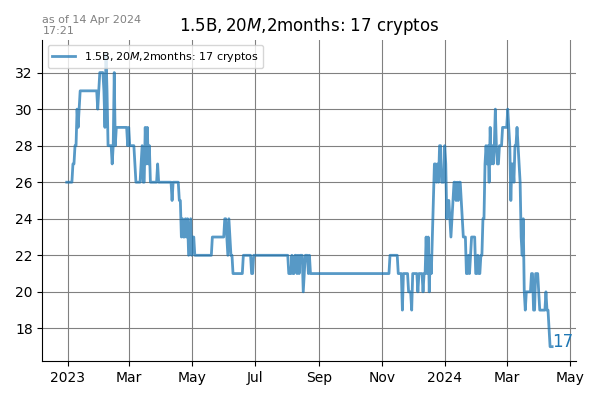 as of 14 Apr 2024
17:21
1.5B, 20M,2months: 17 cryptos
1.5B, 20M,2months: 17 cryptos
32
30
28
26
24
22
20
18
17
2023 Mar May Jul Sep Nov 2024 Mar May